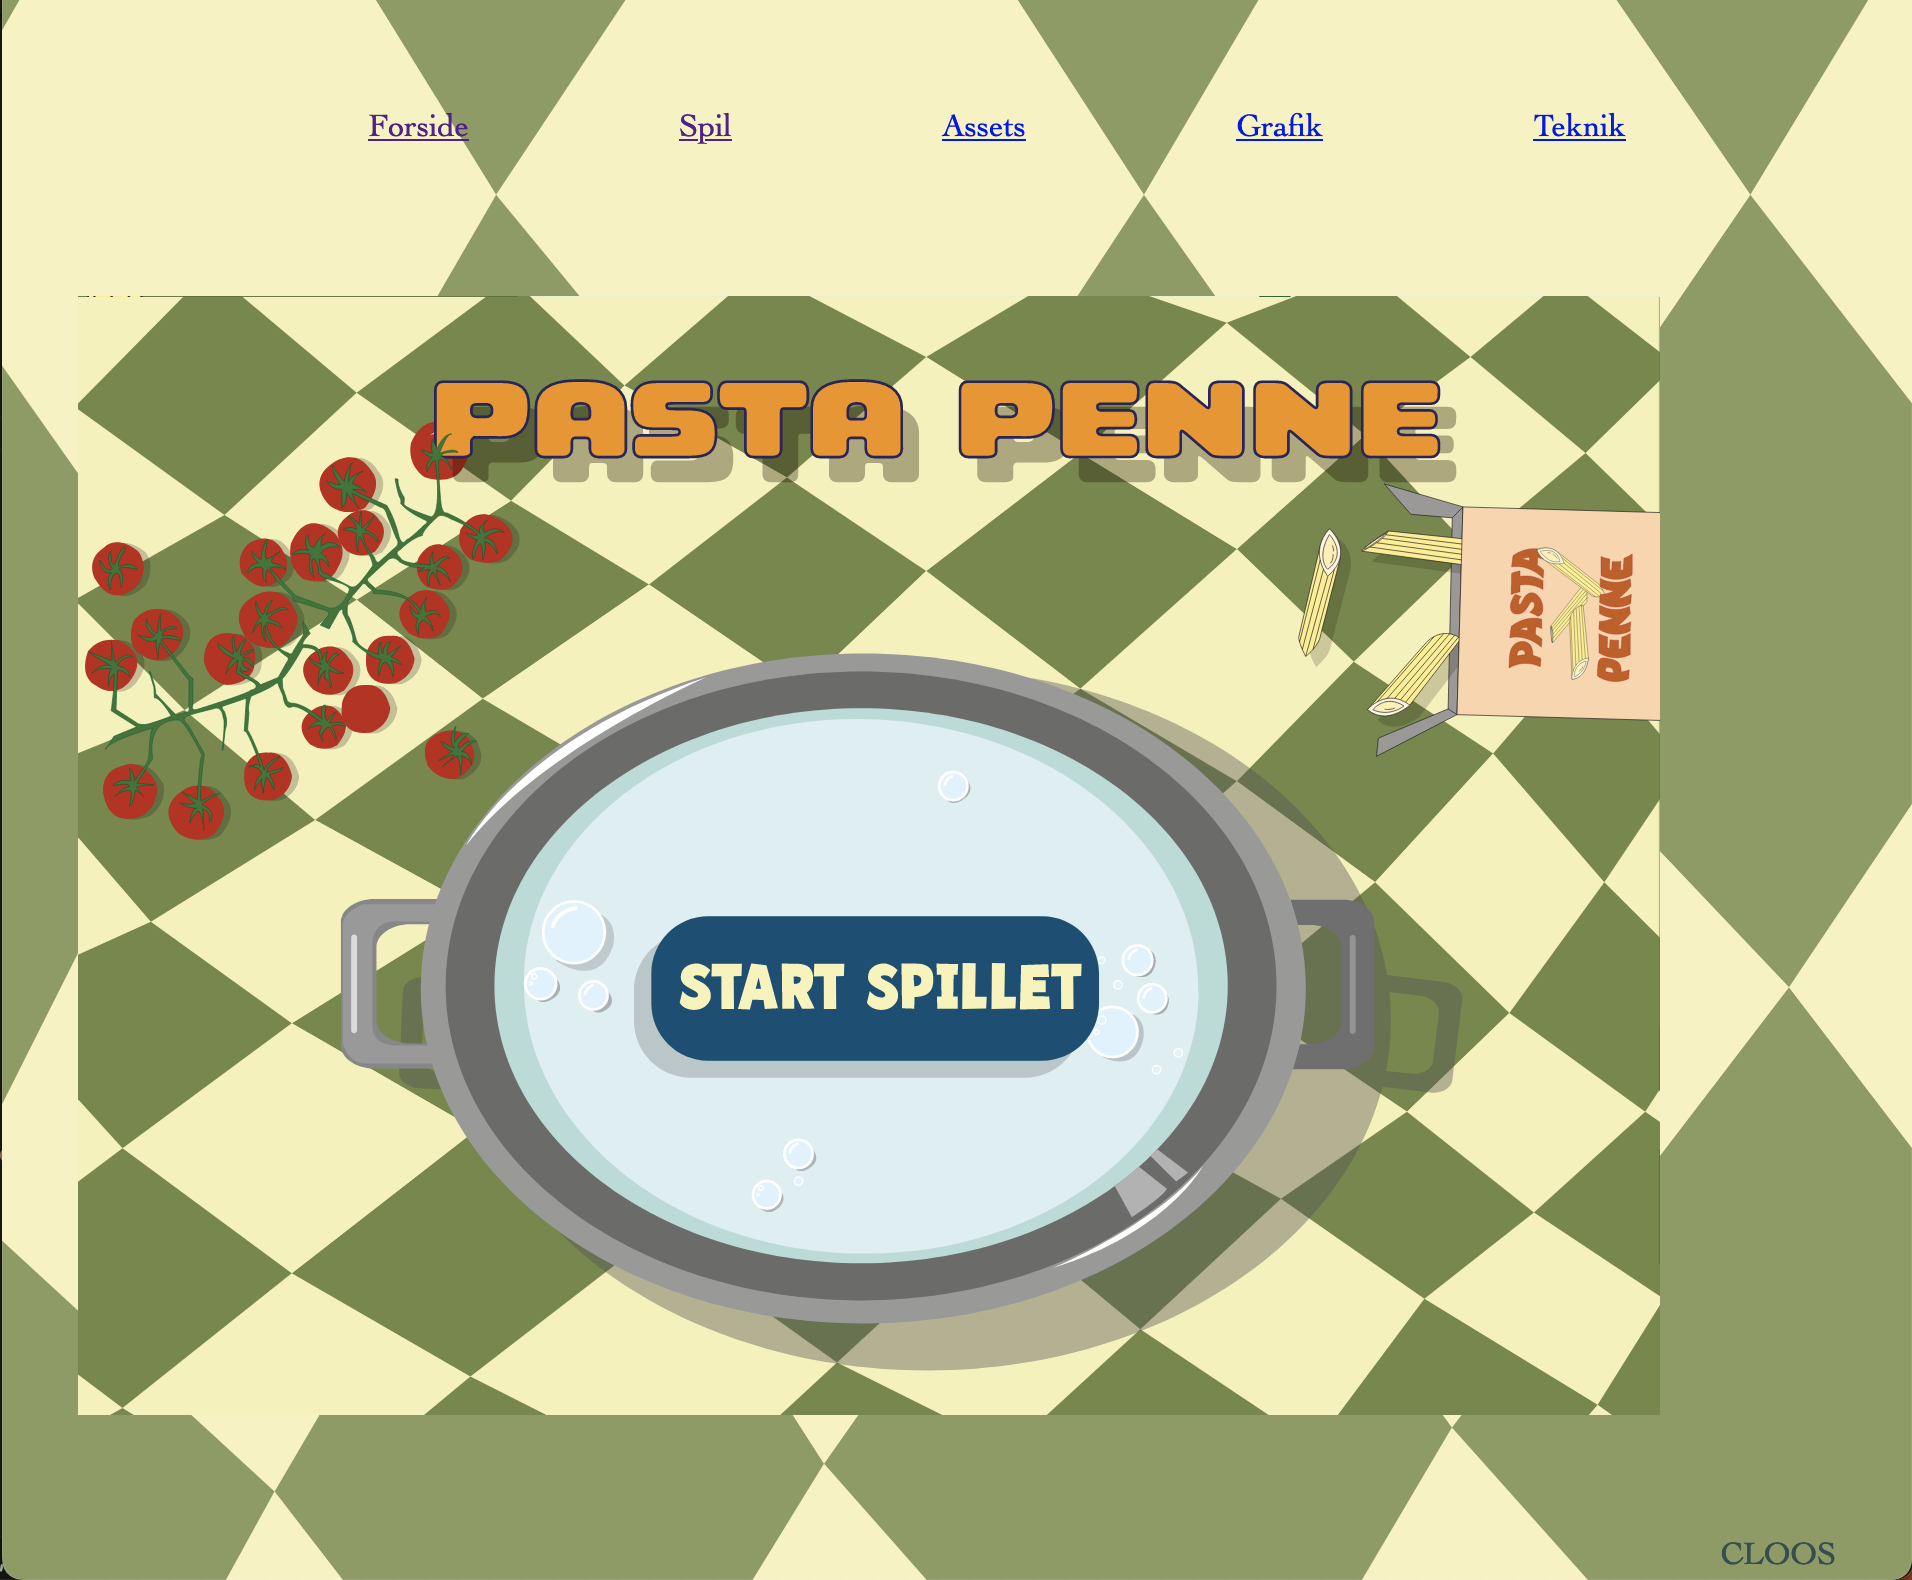 Forside Spil Assets Grafik Teknik
PASTA PENNE
PASTA
PENNE
START SPILLET
CLOOS